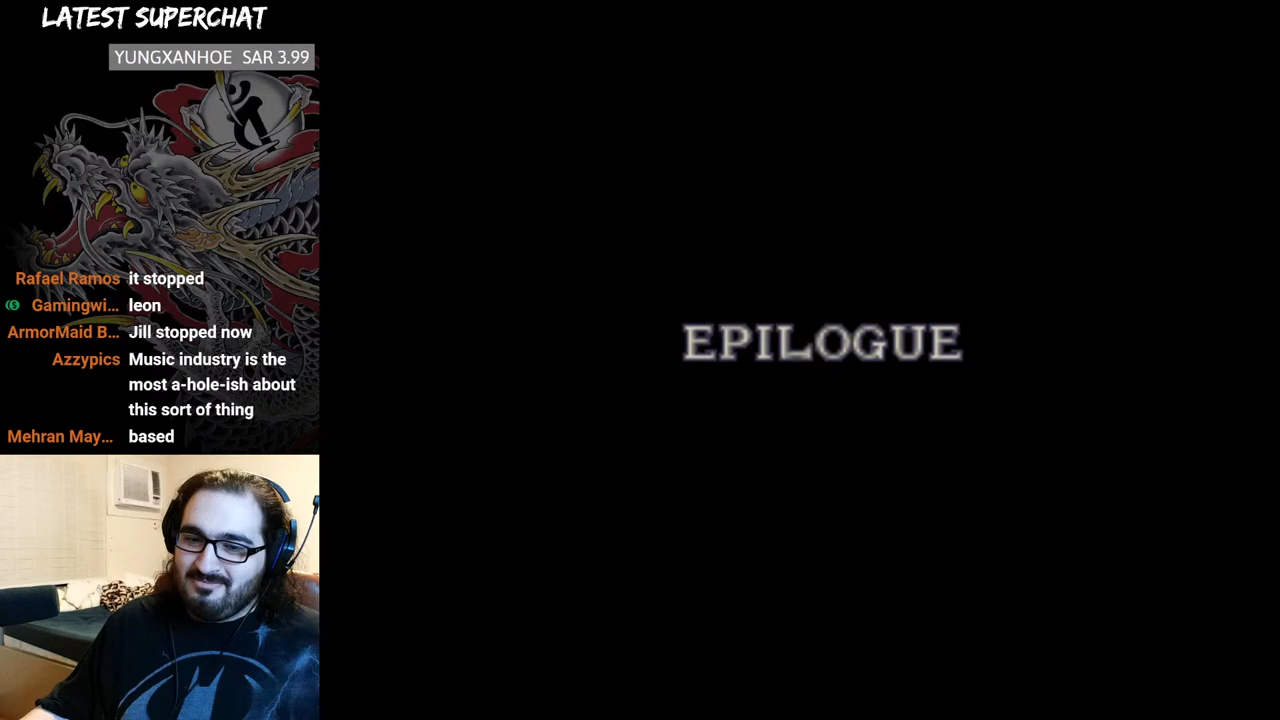 LATEST SUPERCHAT
YUNGXANHOE SAR 3.99
Rafael Ramos it stopped
Gamingwi... leon
ArmorMaid B... Jill stopped now
Azzypics Music industry is the
most a-hole-ish about
this sort of thing
Mehran May... based
EPILOGUE